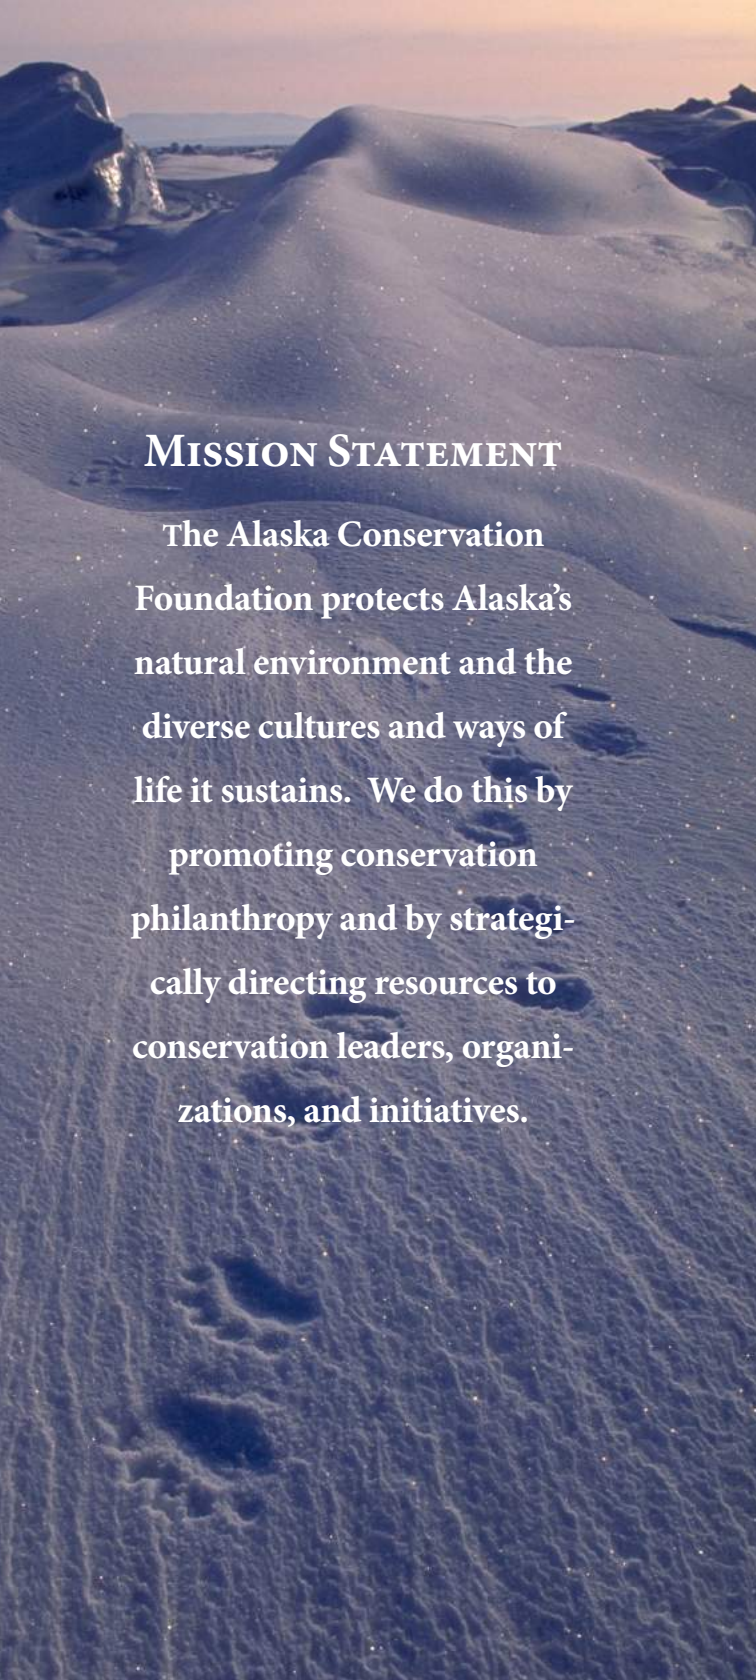 Mission Statement
The Alaska Conservation
Foundation protects Alaska’s
natural environment and the
diverse cultures and ways of
life it sustains.  We do this by
promoting conservation
philanthropy and by strategi-
cally directing resources to
conservation leaders, organi-
zations, and initiatives.